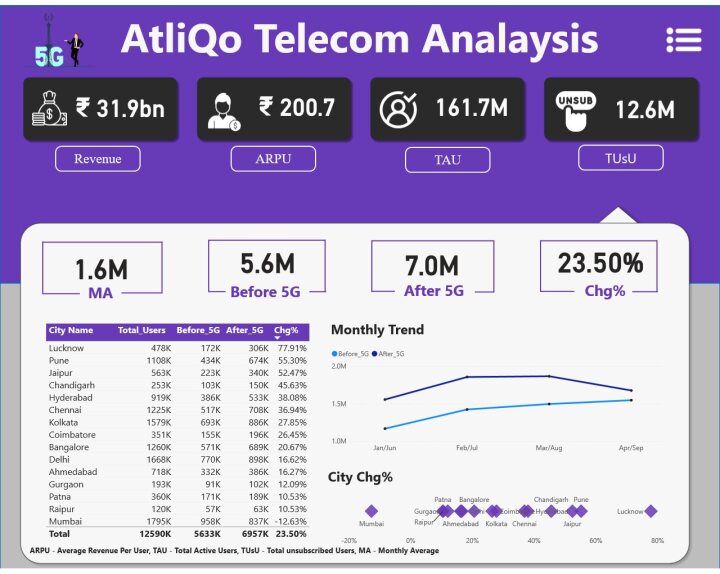 5G
AtliQo Telecom Analaysis
₹ 31.9bn
₹ 200.7
161.7M
UNSUB
12.6M
Revenue
ARPU
TAU
TUsU
1.6M
MA
5.6M
Before 5G
7.0M
After 5G
23.50%
Chg%
City Name Total_Users Before_5G After_5G Chg%
Lucknow 478K 172K 306K 77.91%
Pune 1108K 434K 674K 55.30%
Jaipur 563K 223K 340K 52.47%
Chandigarh 253K 103K 150K 45.63%
Hyderabad 919K 386K 533K 38.08%
Chennai 1225K 517K 708K 36.94%
Kolkata 1579K 693K 886K 27.85%
Coimbatore 351K 155K 196K 26.45%
Bangalore 1260K 571K 689K 20.67%
Delhi 1668K 770K 898K 16.62%
Ahmedabad 718K 332K 386K 16.27%
Gurgaon 193K 91K 102K 12.09%
Patna 360K 171K 189K 10.53%
Raipur 120K 57K 63K 10.53%
Mumbai 1795K 958K 837K -12.63%
Total 12590K 5633K 6957K 23.50%
Monthly Trend
Before_5G After_5G
2.0M
1.5M
1.0M
Jan/Jun Feb/Jul Mar/Aug Apr/Sep
City Chg%
Patna Bangalore Chandigarh Pune
Gurgaon Lucknow
Raipur
Mumbai Ahmedabad Kolkata Chennai Jaipur
-20% 0% 20% 40% 60% 80%
ARPU - Average Revenue Per User, TAU - Total Active Users, TUsU - Total unsubscribed Users, MA - Monthly Average